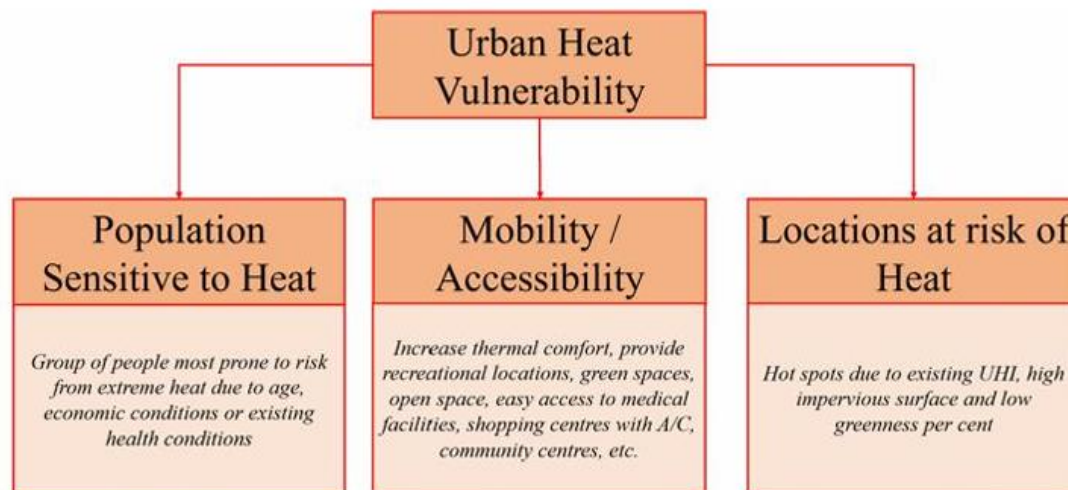 Urban Heat
Vulnerability
Population
Sensitive to Heat
Group of people most prone to risk
from extreme heat due to age,
economic conditions or existing
health conditions
Mobility /
Accessibility
Increase thermal comfort, provide
recreational locations, green spaces,
open space, easy access to medical
facilities, shopping centres with A/C,
community centres, etc.
Locations at risk of
Heat
Hot spots due to existing UHI, high
impervious surface and low
greenness per cent